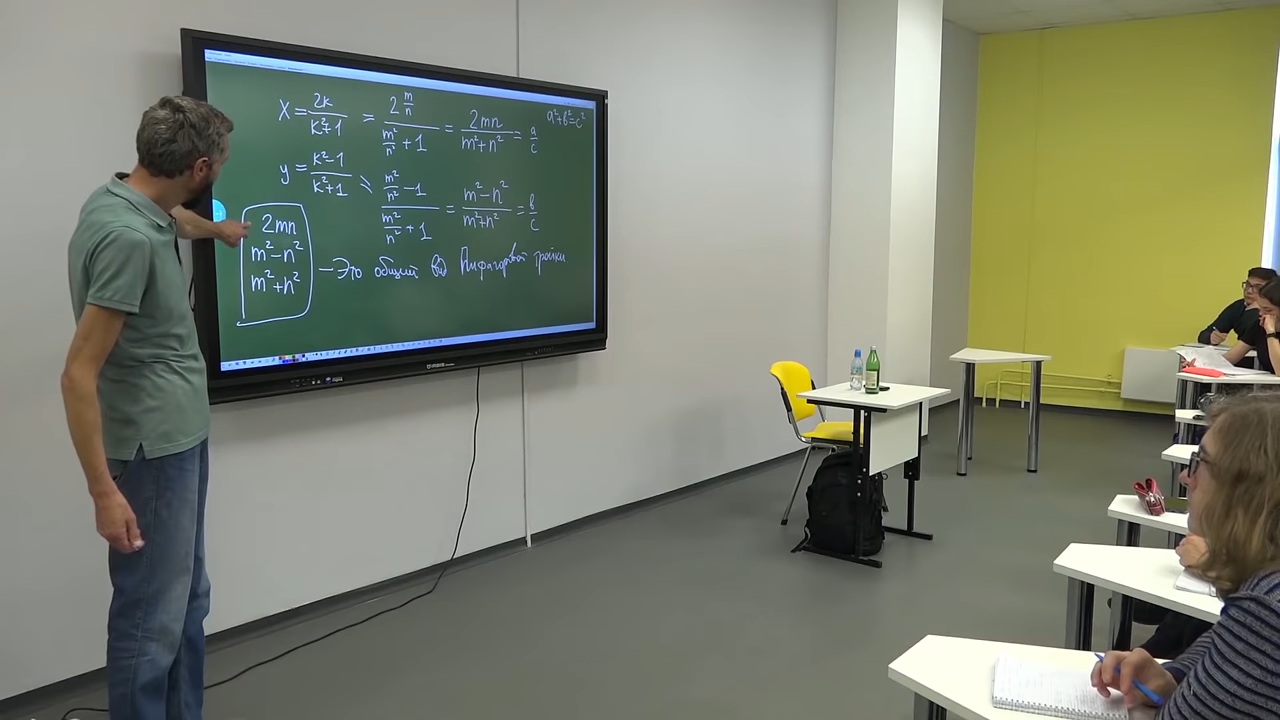 x = 2k/(k²+1) = (2 m/n)/(m²/n² + 1) = 2mn/(m²+n²) = a/c
a²+b²=c²
y = (k²-1)/(k²+1) = (m²/n² - 1)/(m²/n² + 1) = (m²-n²)/(m²+n²) = b/c
2mn
m²-n²
m²+n²
- Это общий вид Пифагоровой тройки